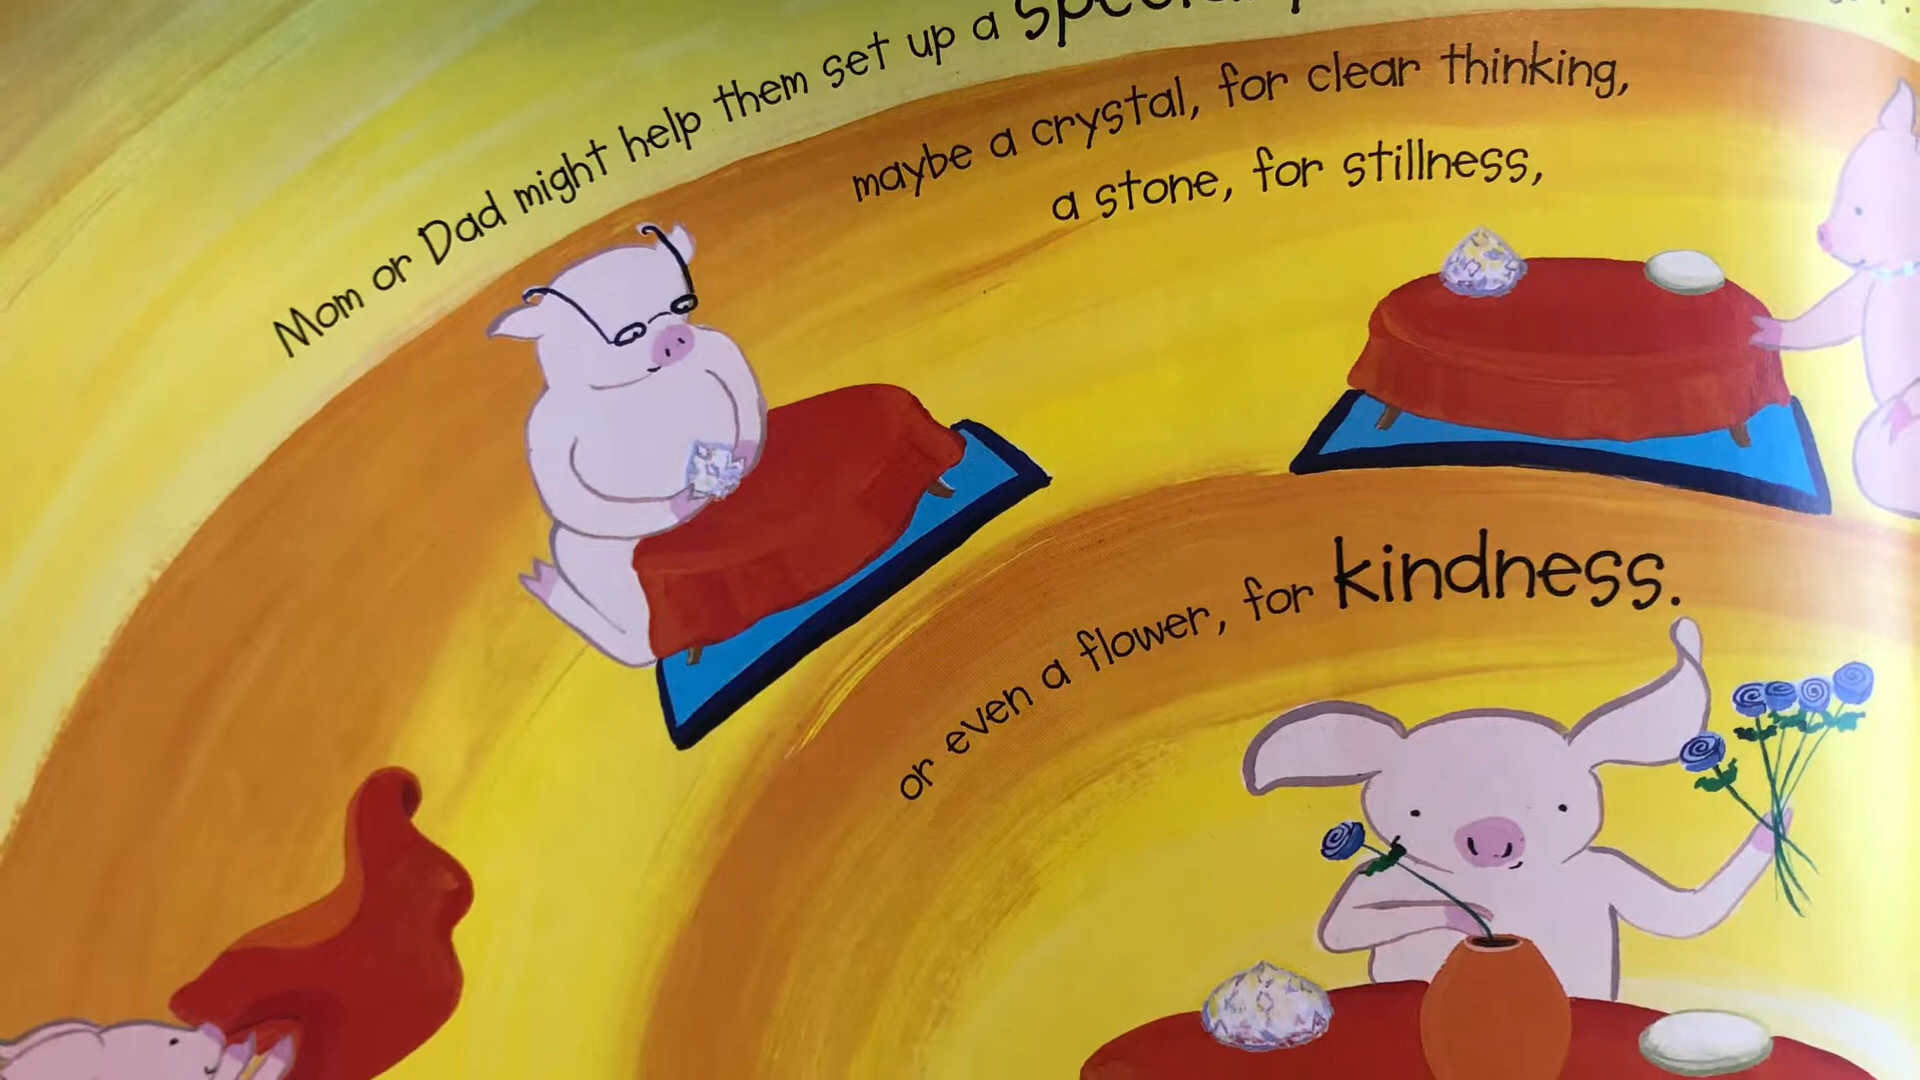 Mom or Dad might help them set up a
maybe a crystal, for clear thinking,
a stone, for stillness,
or even a flower, for kindness.